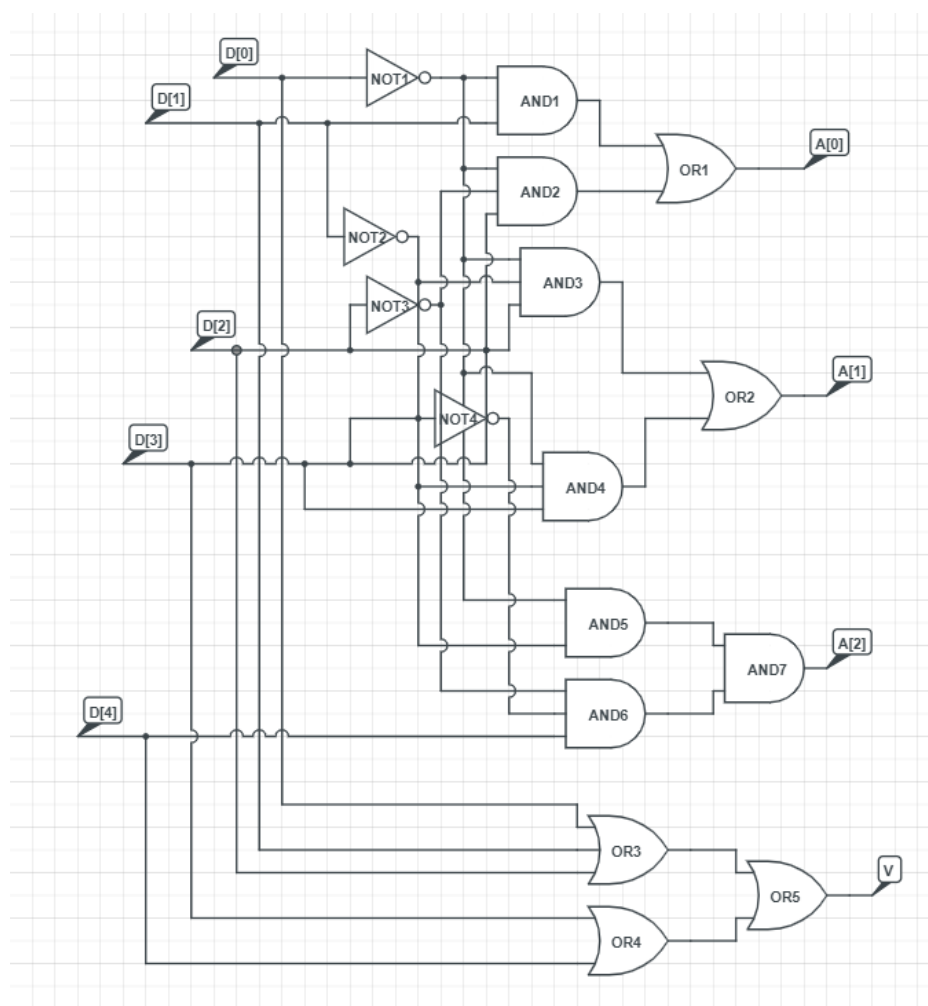 D[0]
NOT1
D[1]
AND1
A[0]
OR1
AND2
NOT2
AND3
NOT3
D[2]
A[1]
OR2
NOT4
D[3]
AND4
AND5
A[2]
AND7
D[4]
AND6
OR3
V
OR5
OR4